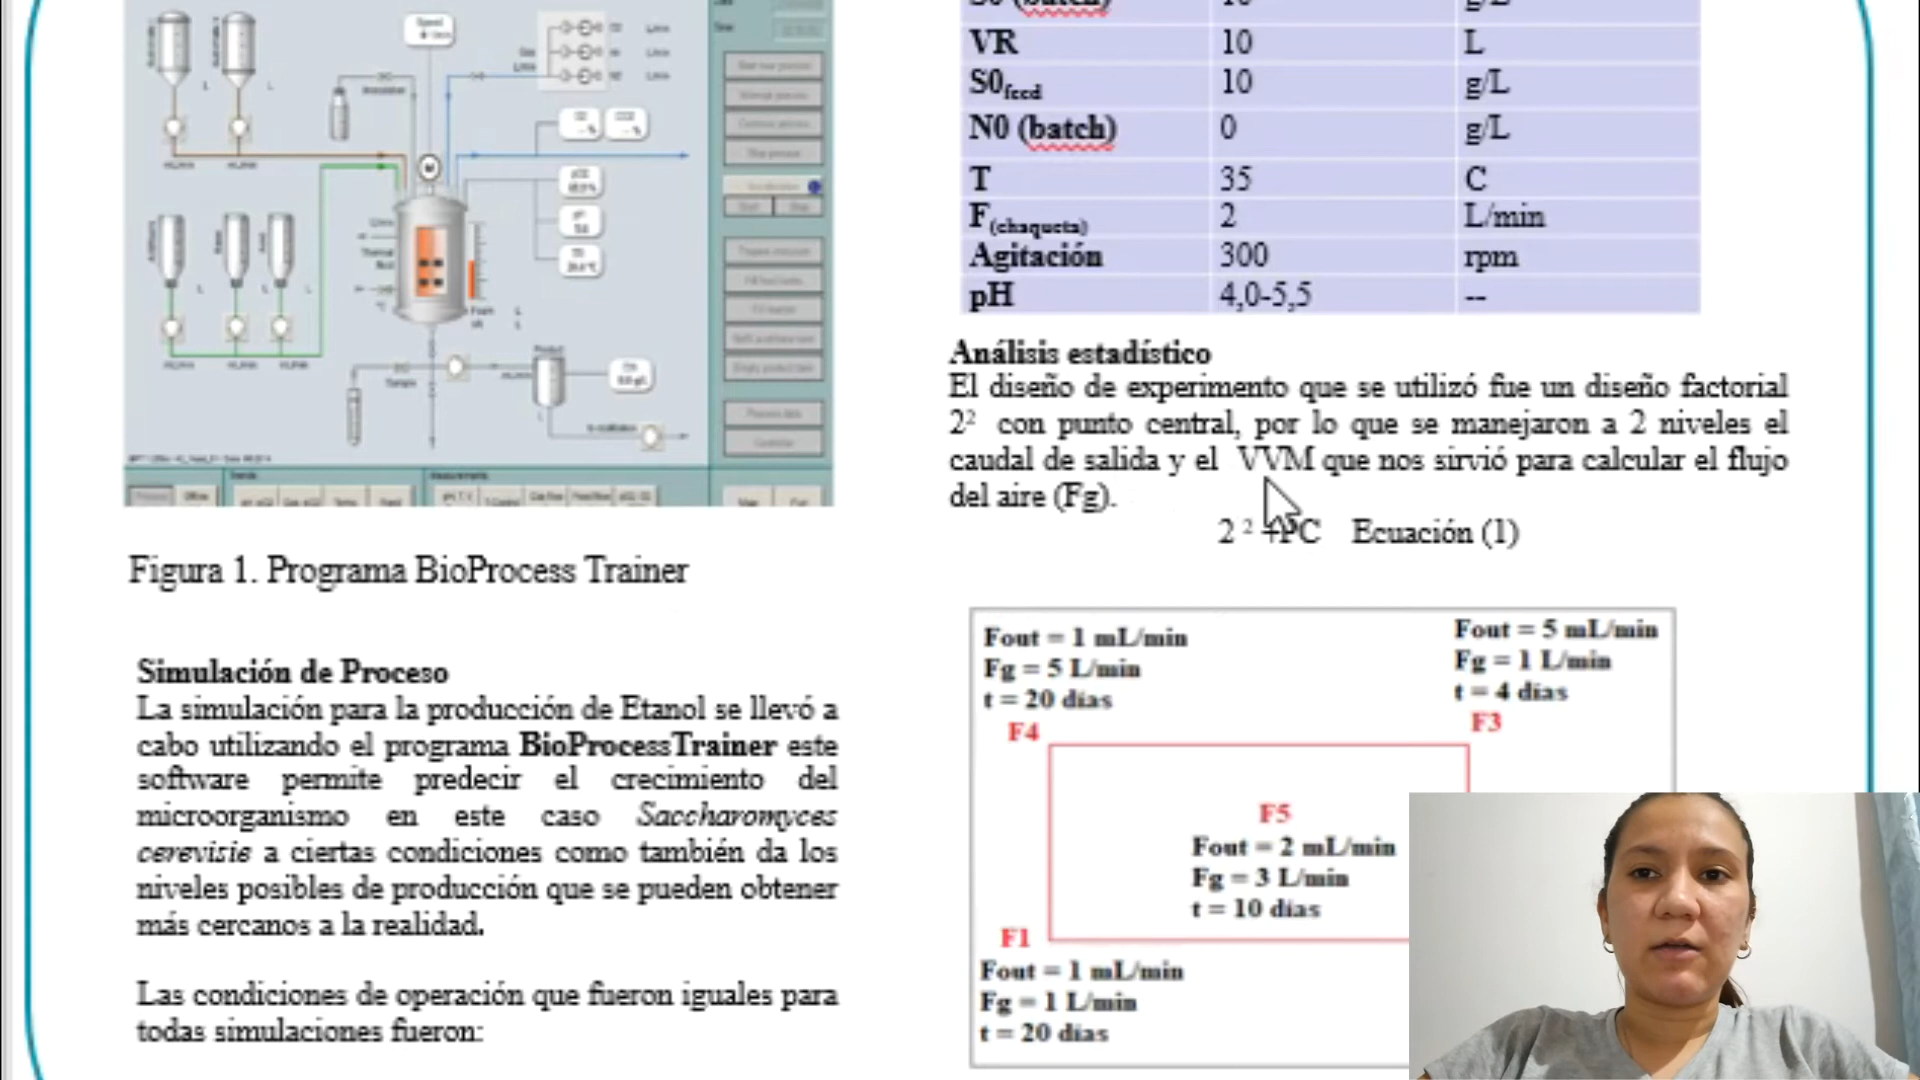 Figura 1. Programa BioProcess Trainer
Simulación de Proceso
La simulación para la producción de Etanol se llevó a
cabo utilizando el programa BioProcessTrainer este
software permite predecir el crecimiento del
microorganismo en este caso Saccharomyces
cerevisie a ciertas condiciones como también da los
niveles posibles de producción que se pueden obtener
más cercanos a la realidad.
Las condiciones de operación que fueron iguales para
todas simulaciones fueron:
S0 (batch) 10 g/L
VR 10 L
S0feed 10 g/L
N0 (batch) 0 g/L
T 35 C
F(chaqueta) 2 L/min
Agitación 300 rpm
pH 4,0-5,5 --
Análisis estadístico
El diseño de experimento que se utilizó fue un diseño factorial
2² con punto central, por lo que se manejaron a 2 niveles el
caudal de salida y el VVM que nos sirvió para calcular el flujo
del aire (Fg).
2 ² +PC Ecuación (1)
Fout = 1 mL/min
Fg = 5 L/min
t = 20 días
F4
Fout = 5 mL/min
Fg = 1 L/min
t = 4 días
F3
F5
Fout = 2 mL/min
Fg = 3 L/min
t = 10 días
F1
Fout = 1 mL/min
Fg = 1 L/min
t = 20 días